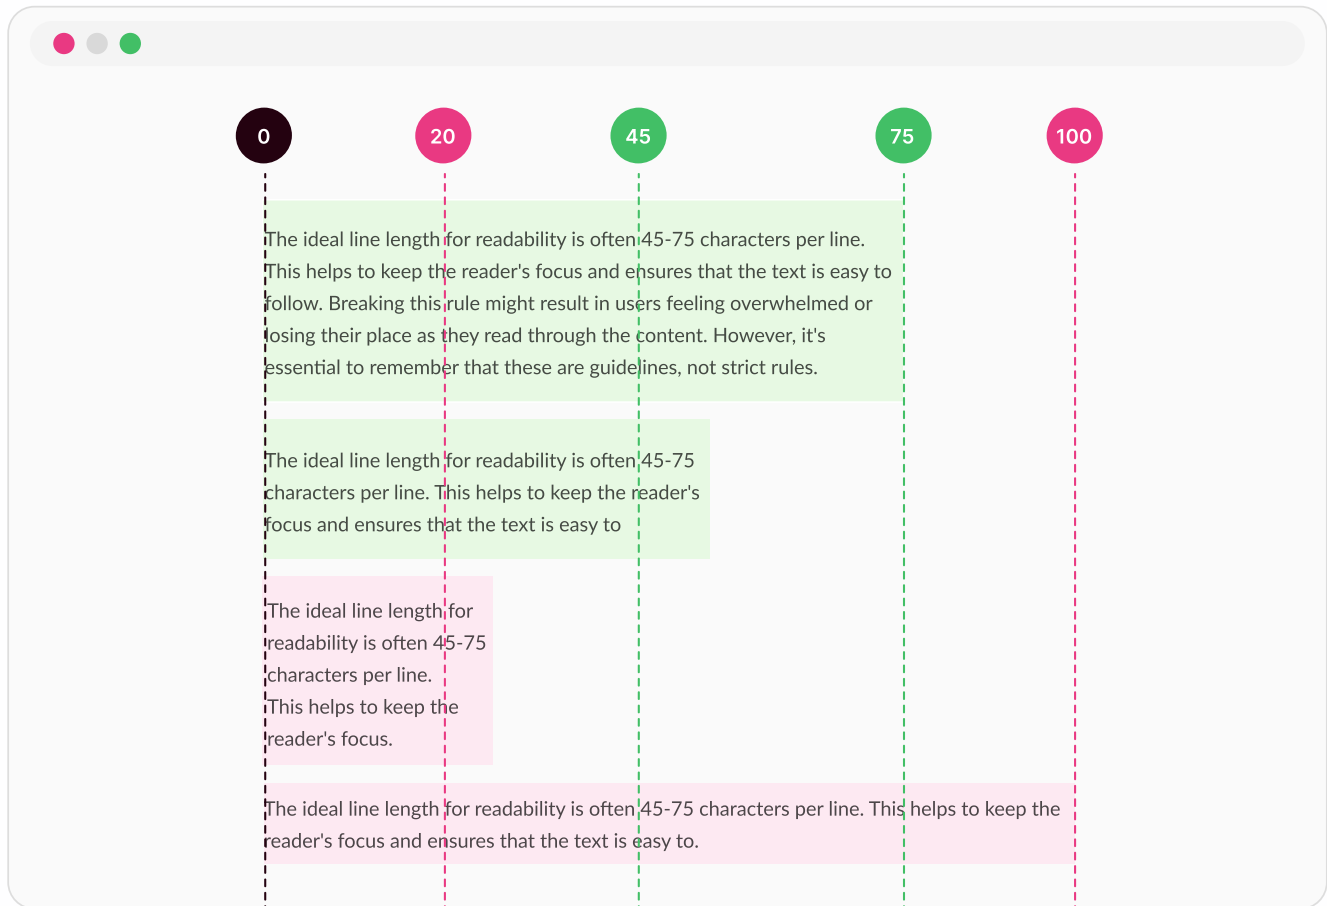 0 20 45 75 100
The ideal line length for readability is often 45-75 characters per line.
This helps to keep the reader's focus and ensures that the text is easy to
follow. Breaking this rule might result in users feeling overwhelmed or
losing their place as they read through the content. However, it's
essential to remember that these are guidelines, not strict rules.
The ideal line length for readability is often 45-75
characters per line. This helps to keep the reader's
focus and ensures that the text is easy to
The ideal line length for
readability is often 45-75
characters per line.
This helps to keep the
reader's focus.
The ideal line length for readability is often 45-75 characters per line. This helps to keep the
reader's focus and ensures that the text is easy to.